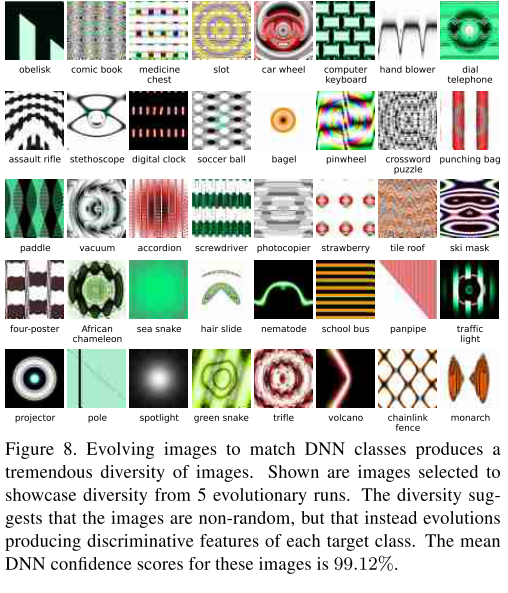 obelisk comic book medicine chest slot car wheel computer keyboard hand blower dial telephone
assault rifle stethoscope digital clock soccer ball bagel pinwheel crossword puzzle punching bag
paddle vacuum accordion screwdriver photocopier strawberry tile roof ski mask
four-poster African chameleon sea snake hair slide nematode school bus panpipe traffic light
projector pole spotlight green snake trifle volcano chainlink fence monarch
Figure 8. Evolving images to match DNN classes produces a
tremendous diversity of images. Shown are images selected to
showcase diversity from 5 evolutionary runs. The diversity sug-
gests that the images are non-random, but that instead evolutions
producing discriminative features of each target class. The mean
DNN confidence scores for these images is 99.12%.